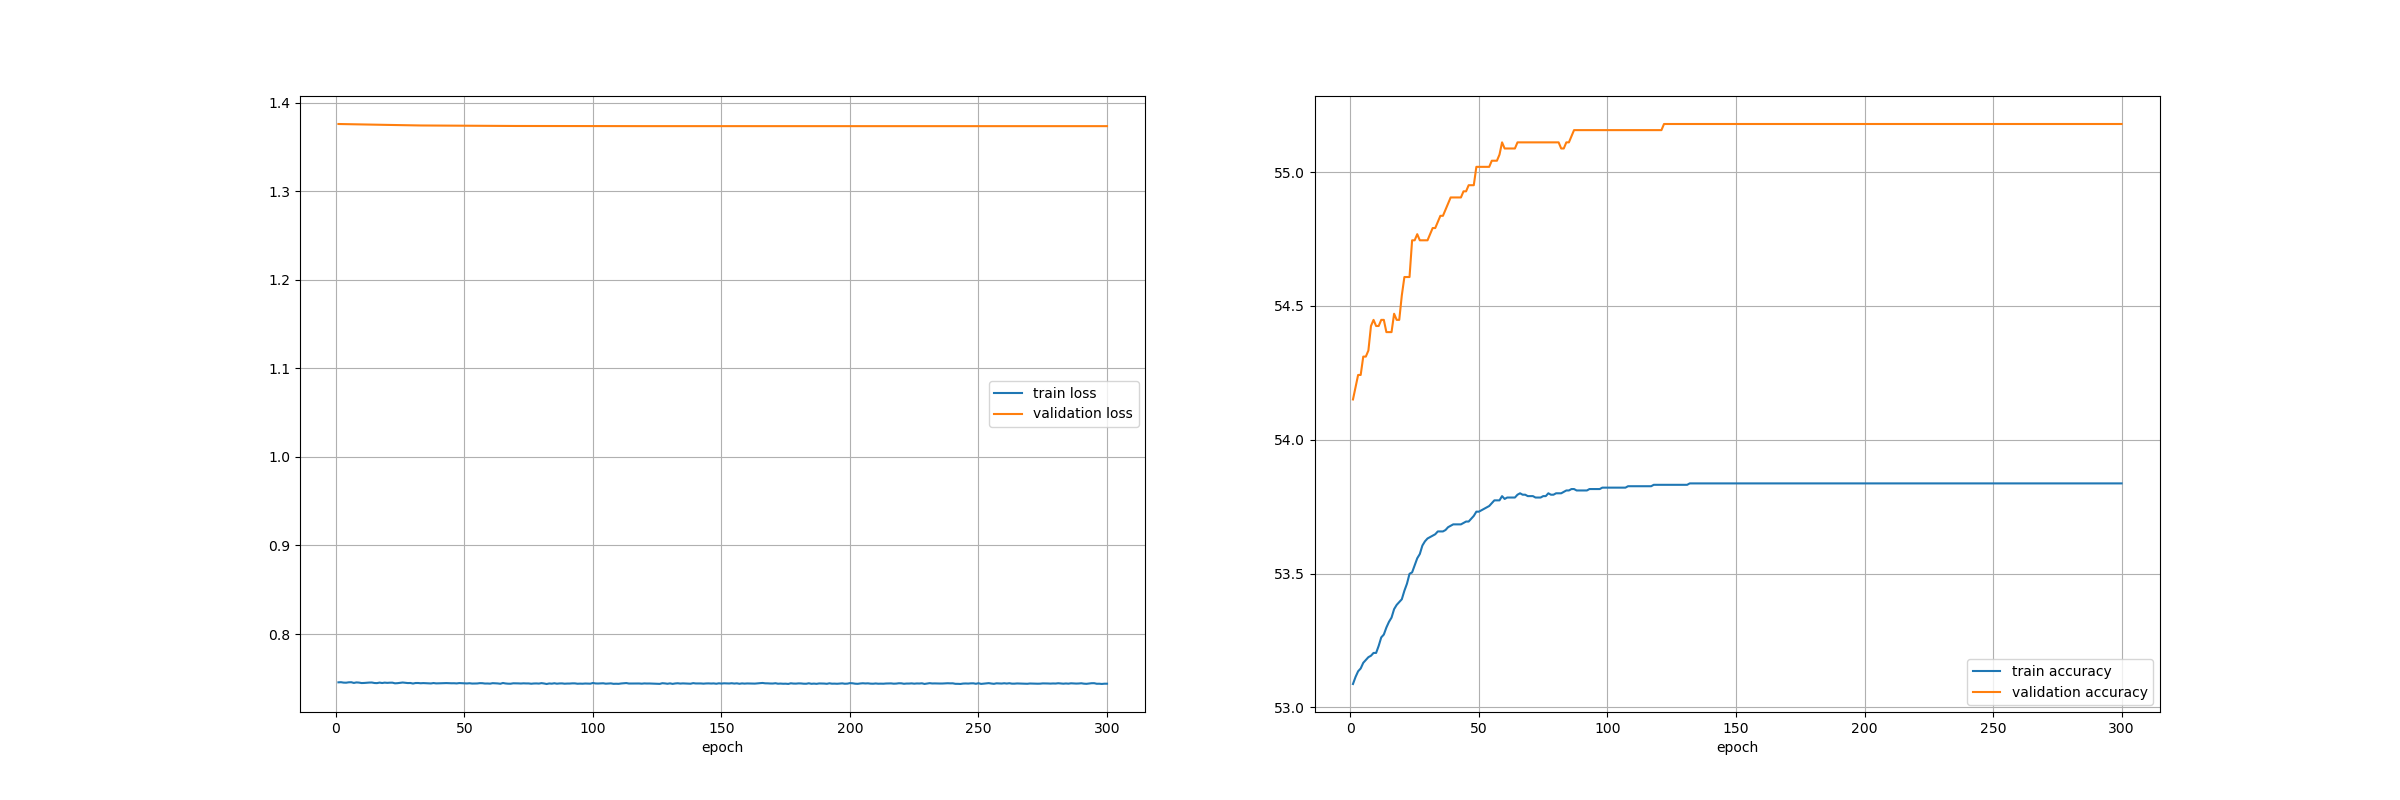 1.4
1.3
1.2
1.1
1.0
0.9
0.8
0 50 100 150 200 250 300
epoch
train loss
validation loss
55.0
54.5
54.0
53.5
53.0
0 50 100 150 200 250 300
epoch
train accuracy
validation accuracy